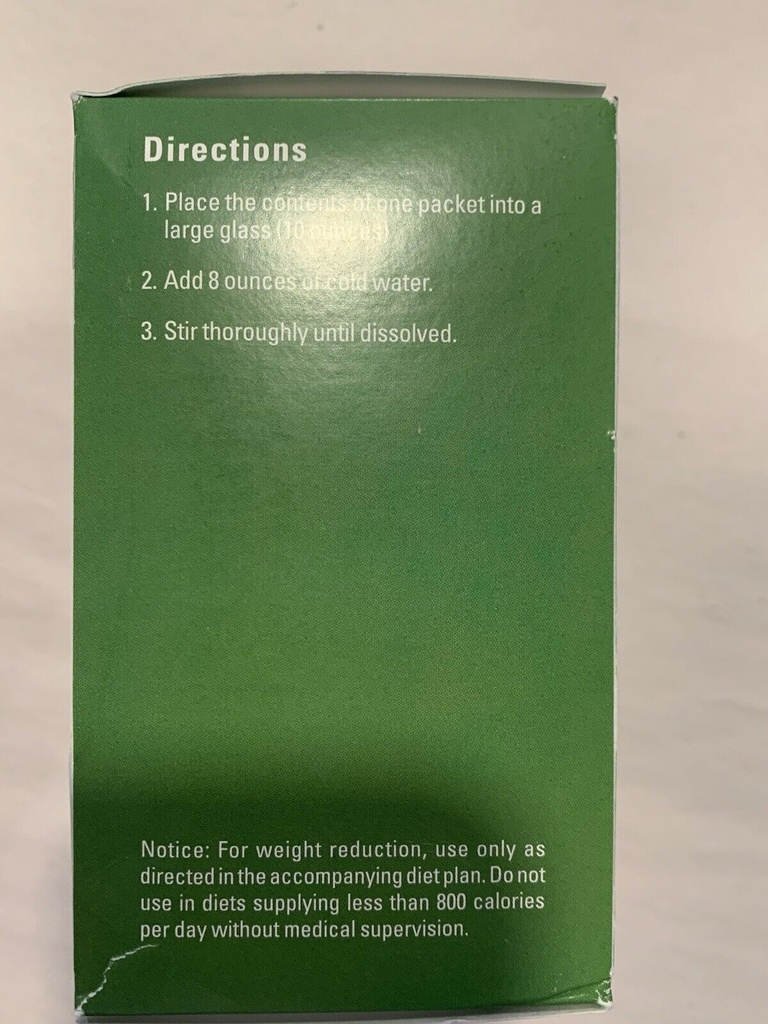 Directions
1. Place the contents of one packet into a
large glass (10 ounces)
2. Add 8 ounces of cold water.
3. Stir thoroughly until dissolved.
Notice: For weight reduction, use only as
directed in the accompanying diet plan. Do not
use in diets supplying less than 800 calories
per day without medical supervision.